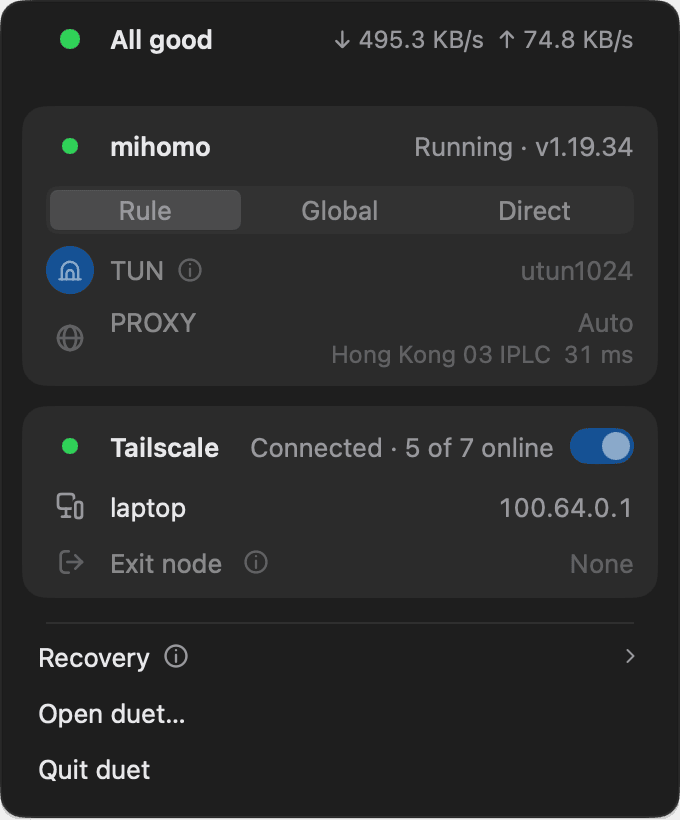 All good ↓ 495.3 KB/s ↑ 74.8 KB/s
mihomo Running · v1.19.34
Rule Global Direct
TUN utun1024
PROXY Auto
Hong Kong 03 IPLC 31 ms
Tailscale Connected · 5 of 7 online
laptop 100.64.0.1
Exit node None
Recovery
Open duet...
Quit duet